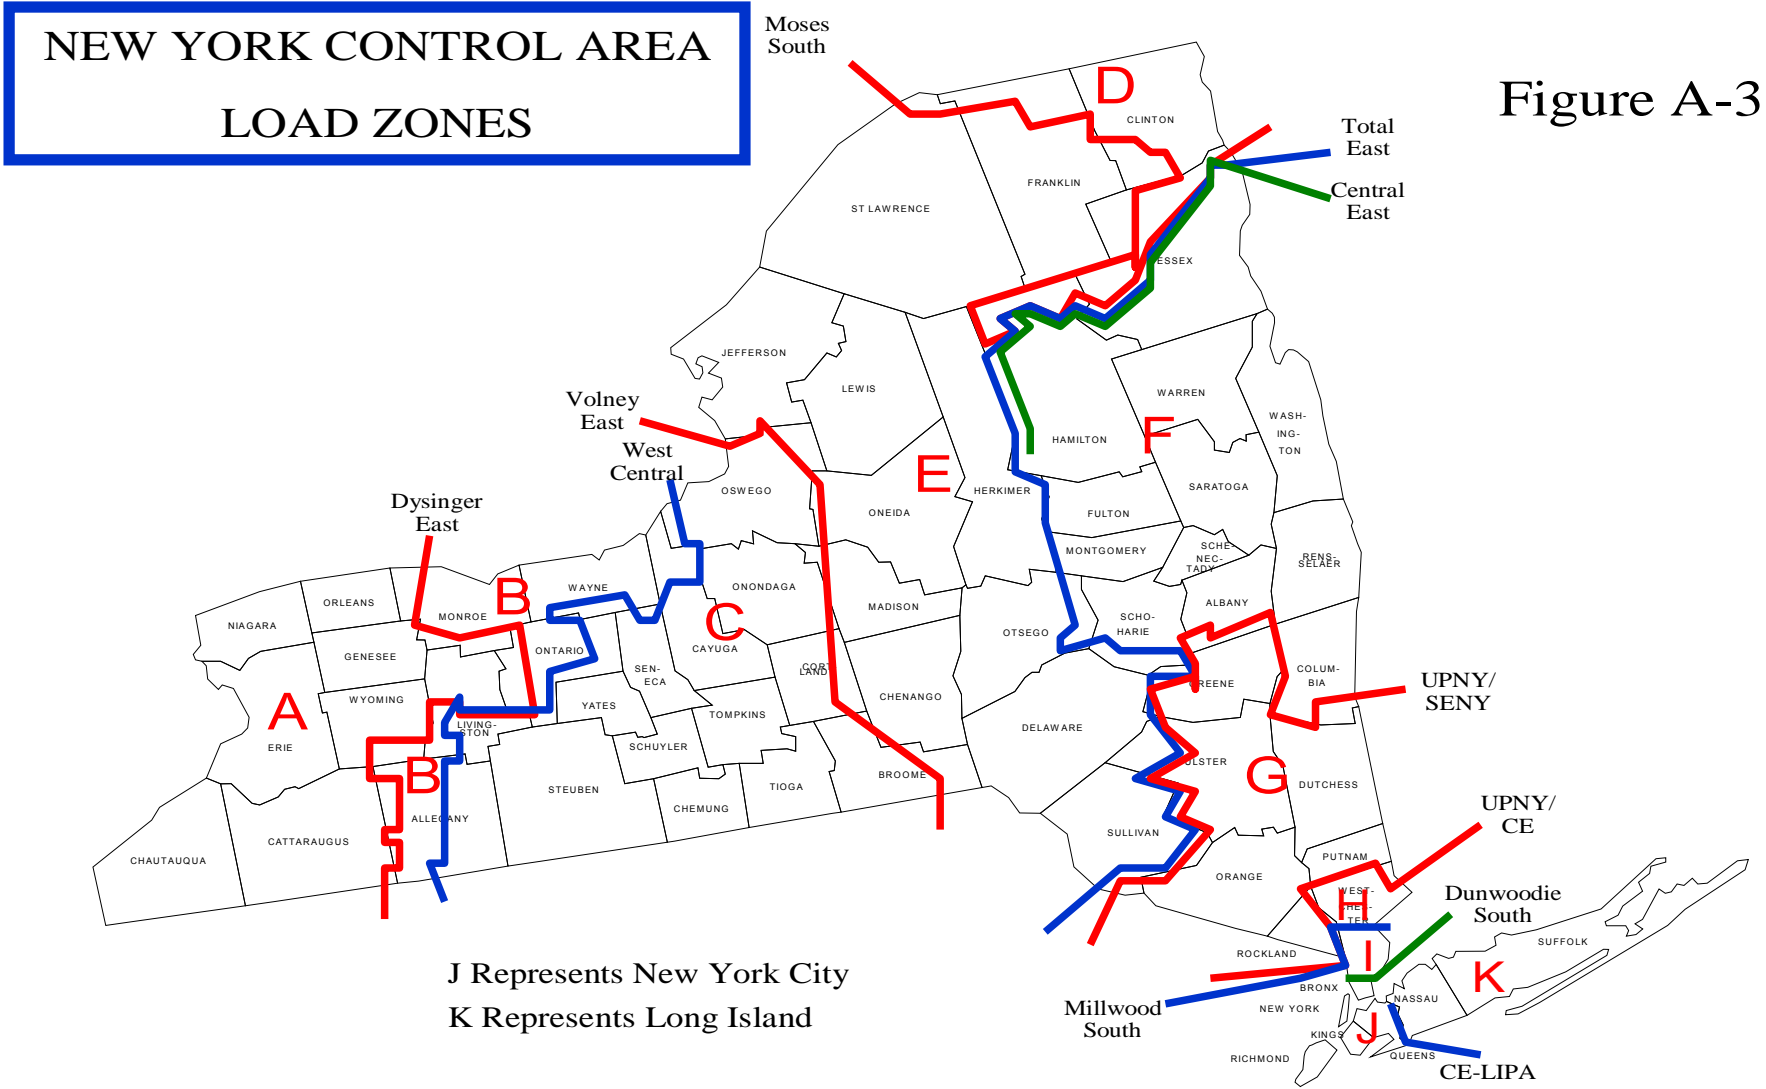 NEW YORK CONTROL AREA
LOAD ZONES
Figure A-3
Moses
South
D
CLINTON
Total
East
Central
East
FRANKLIN
ST LAWRENCE
ESSEX
JEFFERSON
LEWIS
WARREN
Volney
East
WASH-
ING-
TON
HAMILTON
F
West
Central
E
OSWEGO
HERKIMER
SARATOGA
ONEIDA
FULTON
Dysinger
East
MONTGOMERY
SCHE-
NEC-
TADY
RENS-
SELAER
WAYNE
ONONDAGA
B
ORLEANS
MONROE
NIAGARA
MADISON
ALBANY
C
SCHO-
HARIE
OTSEGO
GENESEE
ONTARIO
CAYUGA
CORT-
LAND
SEN-
ECA
COLUM-
BIA
UPNY/
SENY
GREENE
WYOMING
A
CHENANGO
YATES
TOMPKINS
LIVING-
STON
DELAWARE
ERIE
SCHUYLER
B
BROOME
ULSTER
G
STEUBEN
TIOGA
DUTCHESS
CHEMUNG
ALLEGANY
UPNY/
CE
CATTARAUGUS
SULLIVAN
CHAUTAUQUA
PUTNAM
ORANGE
WEST-
CHES-
TER
H
Dunwoodie
South
SUFFOLK
ROCKLAND
I
K
J Represents New York City
K Represents Long Island
BRONX
NASSAU
Millwood
South
NEW YORK
KINGS
J
RICHMOND
QUEENS
CE-LIPA